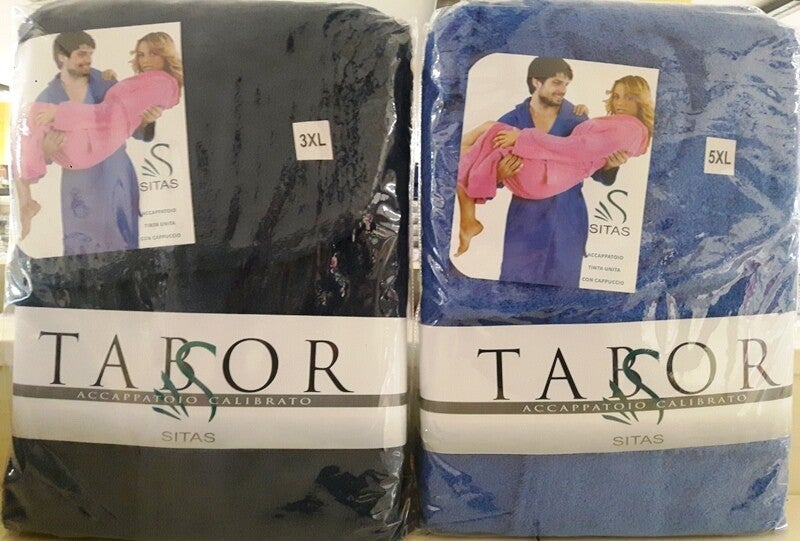 3XL
SITAS
ACCAPPATOIO
TINTA UNITA
CON CAPPUCCIO
TABOR
ACCAPPATOIO CALIBRATO
SITAS
5XL
SITAS
ACCAPPATOIO
TINTA UNITA
CON CAPPUCCIO
TABOR
ACCAPPATOIO CALIBRATO
SITAS